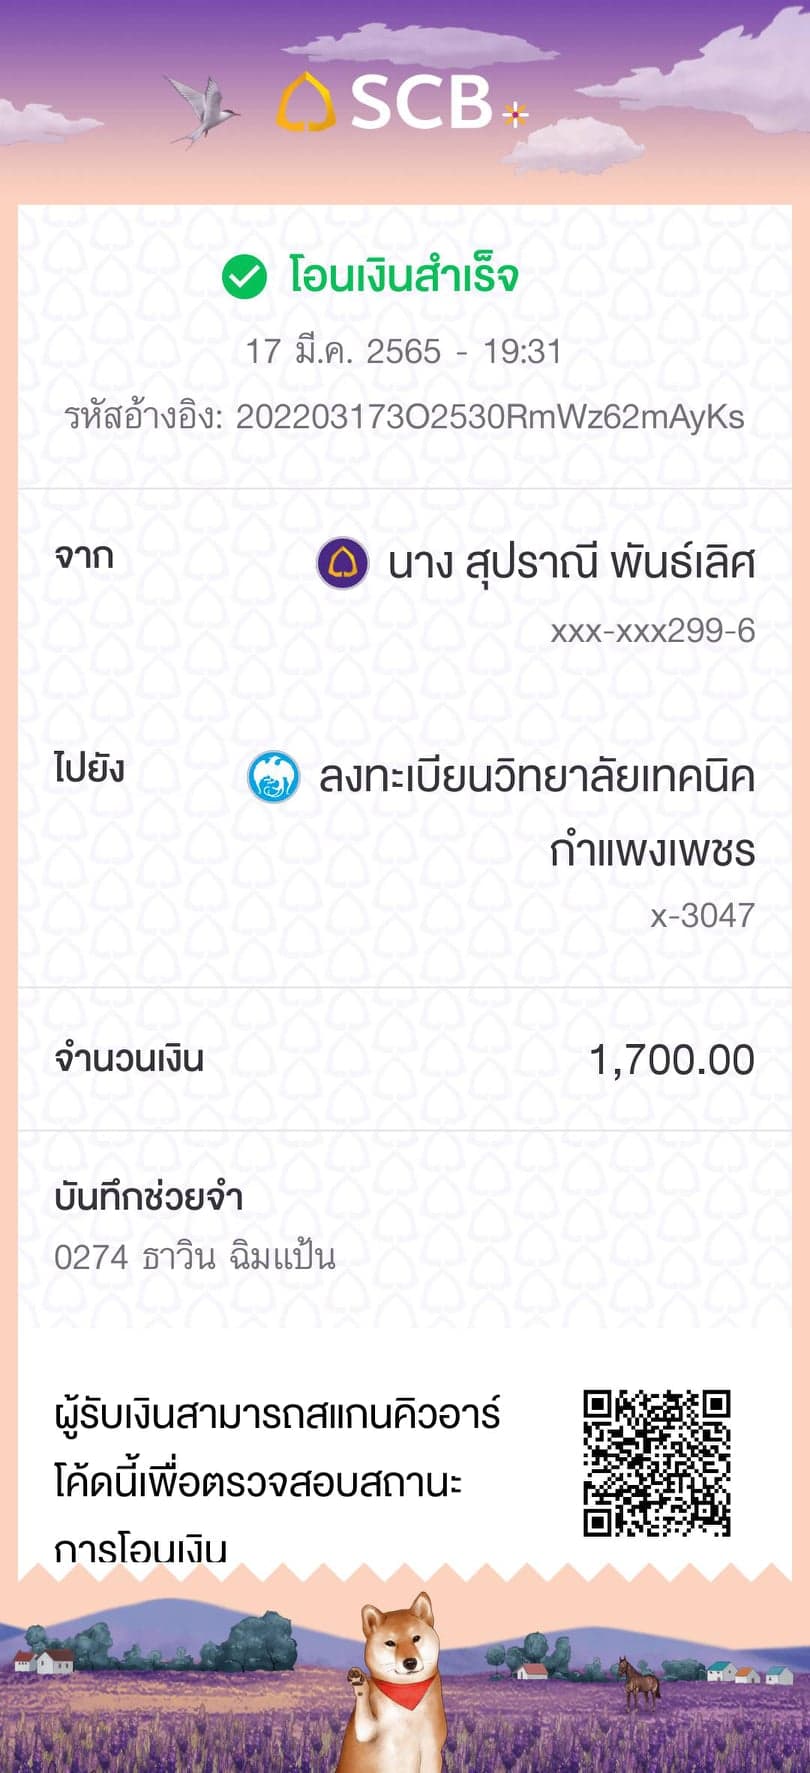 SCB
โอนเงินสำเร็จ
17 มี.ค. 2565 - 19:31
รหัสอ้างอิง: 202203173O2530RmWz62mAyKs
จาก
นาง สุปราณี พันธ์เลิศ
xxx-xxx299-6
ไปยัง
ลงทะเบียนวิทยาลัยเทคนิค
กำแพงเพชร
x-3047
จำนวนเงิน
1,700.00
บันทึกช่วยจำ
0274 ธาวิน ฉิมแป้น
ผู้รับเงินสามารถสแกนคิวอาร์
โค้ดนี้เพื่อตรวจสอบสถานะ
การโอนเงิน